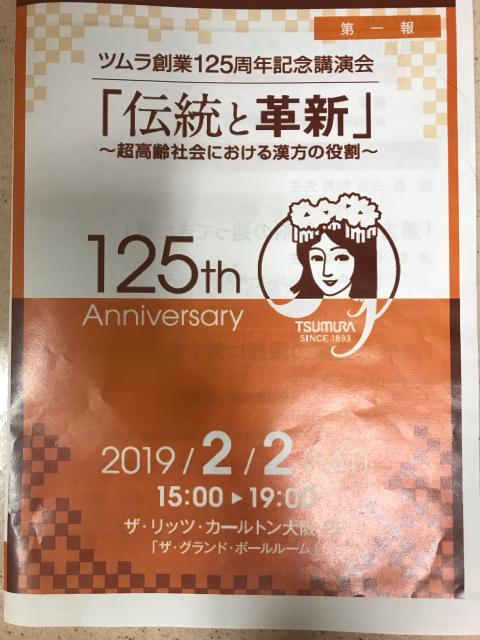 第一報
ツムラ創業125周年記念講演会
「伝統と革新」
～超高齢社会における漢方の役割～
125th
Anniversary
TSUMURA
SINCE 1893
2019 / 2 / 2 (SAT)
15:00 ▶ 19:00
ザ・リッツ・カールトン大阪 2F
「ザ・グランド・ボールルーム」